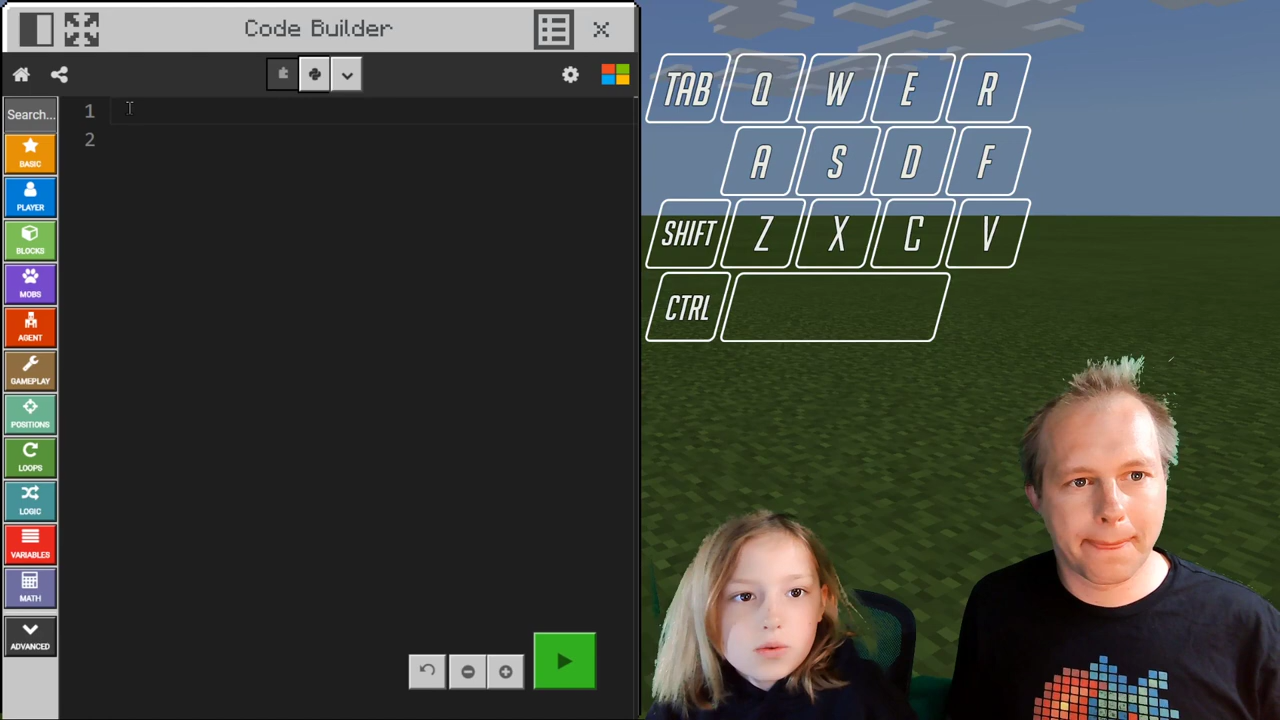 Code Builder
Search...
1
2
BASIC
PLAYER
BLOCKS
MOBS
AGENT
GAMEPLAY
POSITIONS
LOOPS
LOGIC
VARIABLES
MATH
ADVANCED
TAB Q W E R
A S D F
SHIFT Z X C V
CTRL